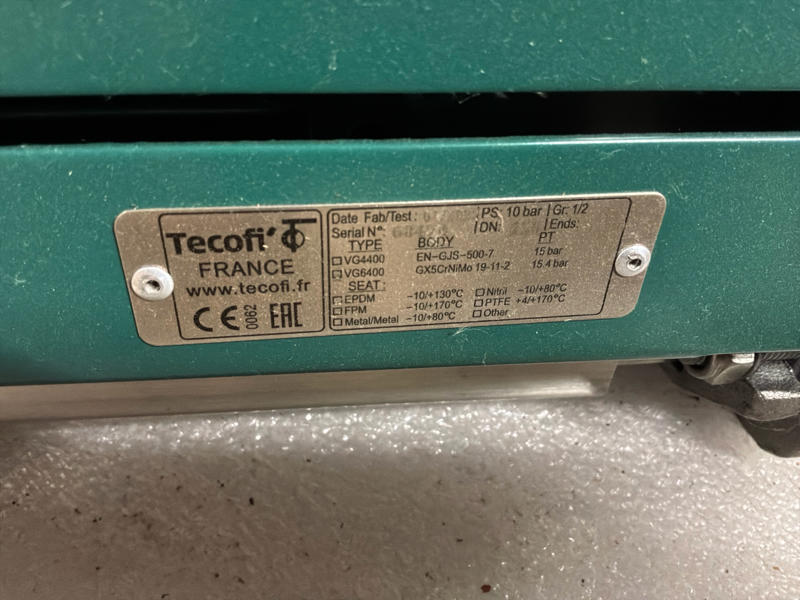 Tecofi
FRANCE
www.tecofi.fr
CE 0062 EAC
Date Fab/Test: PS: 10 bar Gr: 1/2
Serial N°: DN: Ends:
TYPE BODY PT
VG4400 EN-GJS-500-7 15 bar
VG6400 GX5CrNiMo 19-11-2 15.4 bar
SEAT:
EPDM -10/+130°C Nitril -10/+80°C
FPM -10/+170°C PTFE +4/+170°C
Metal/Metal -10/+80°C Other